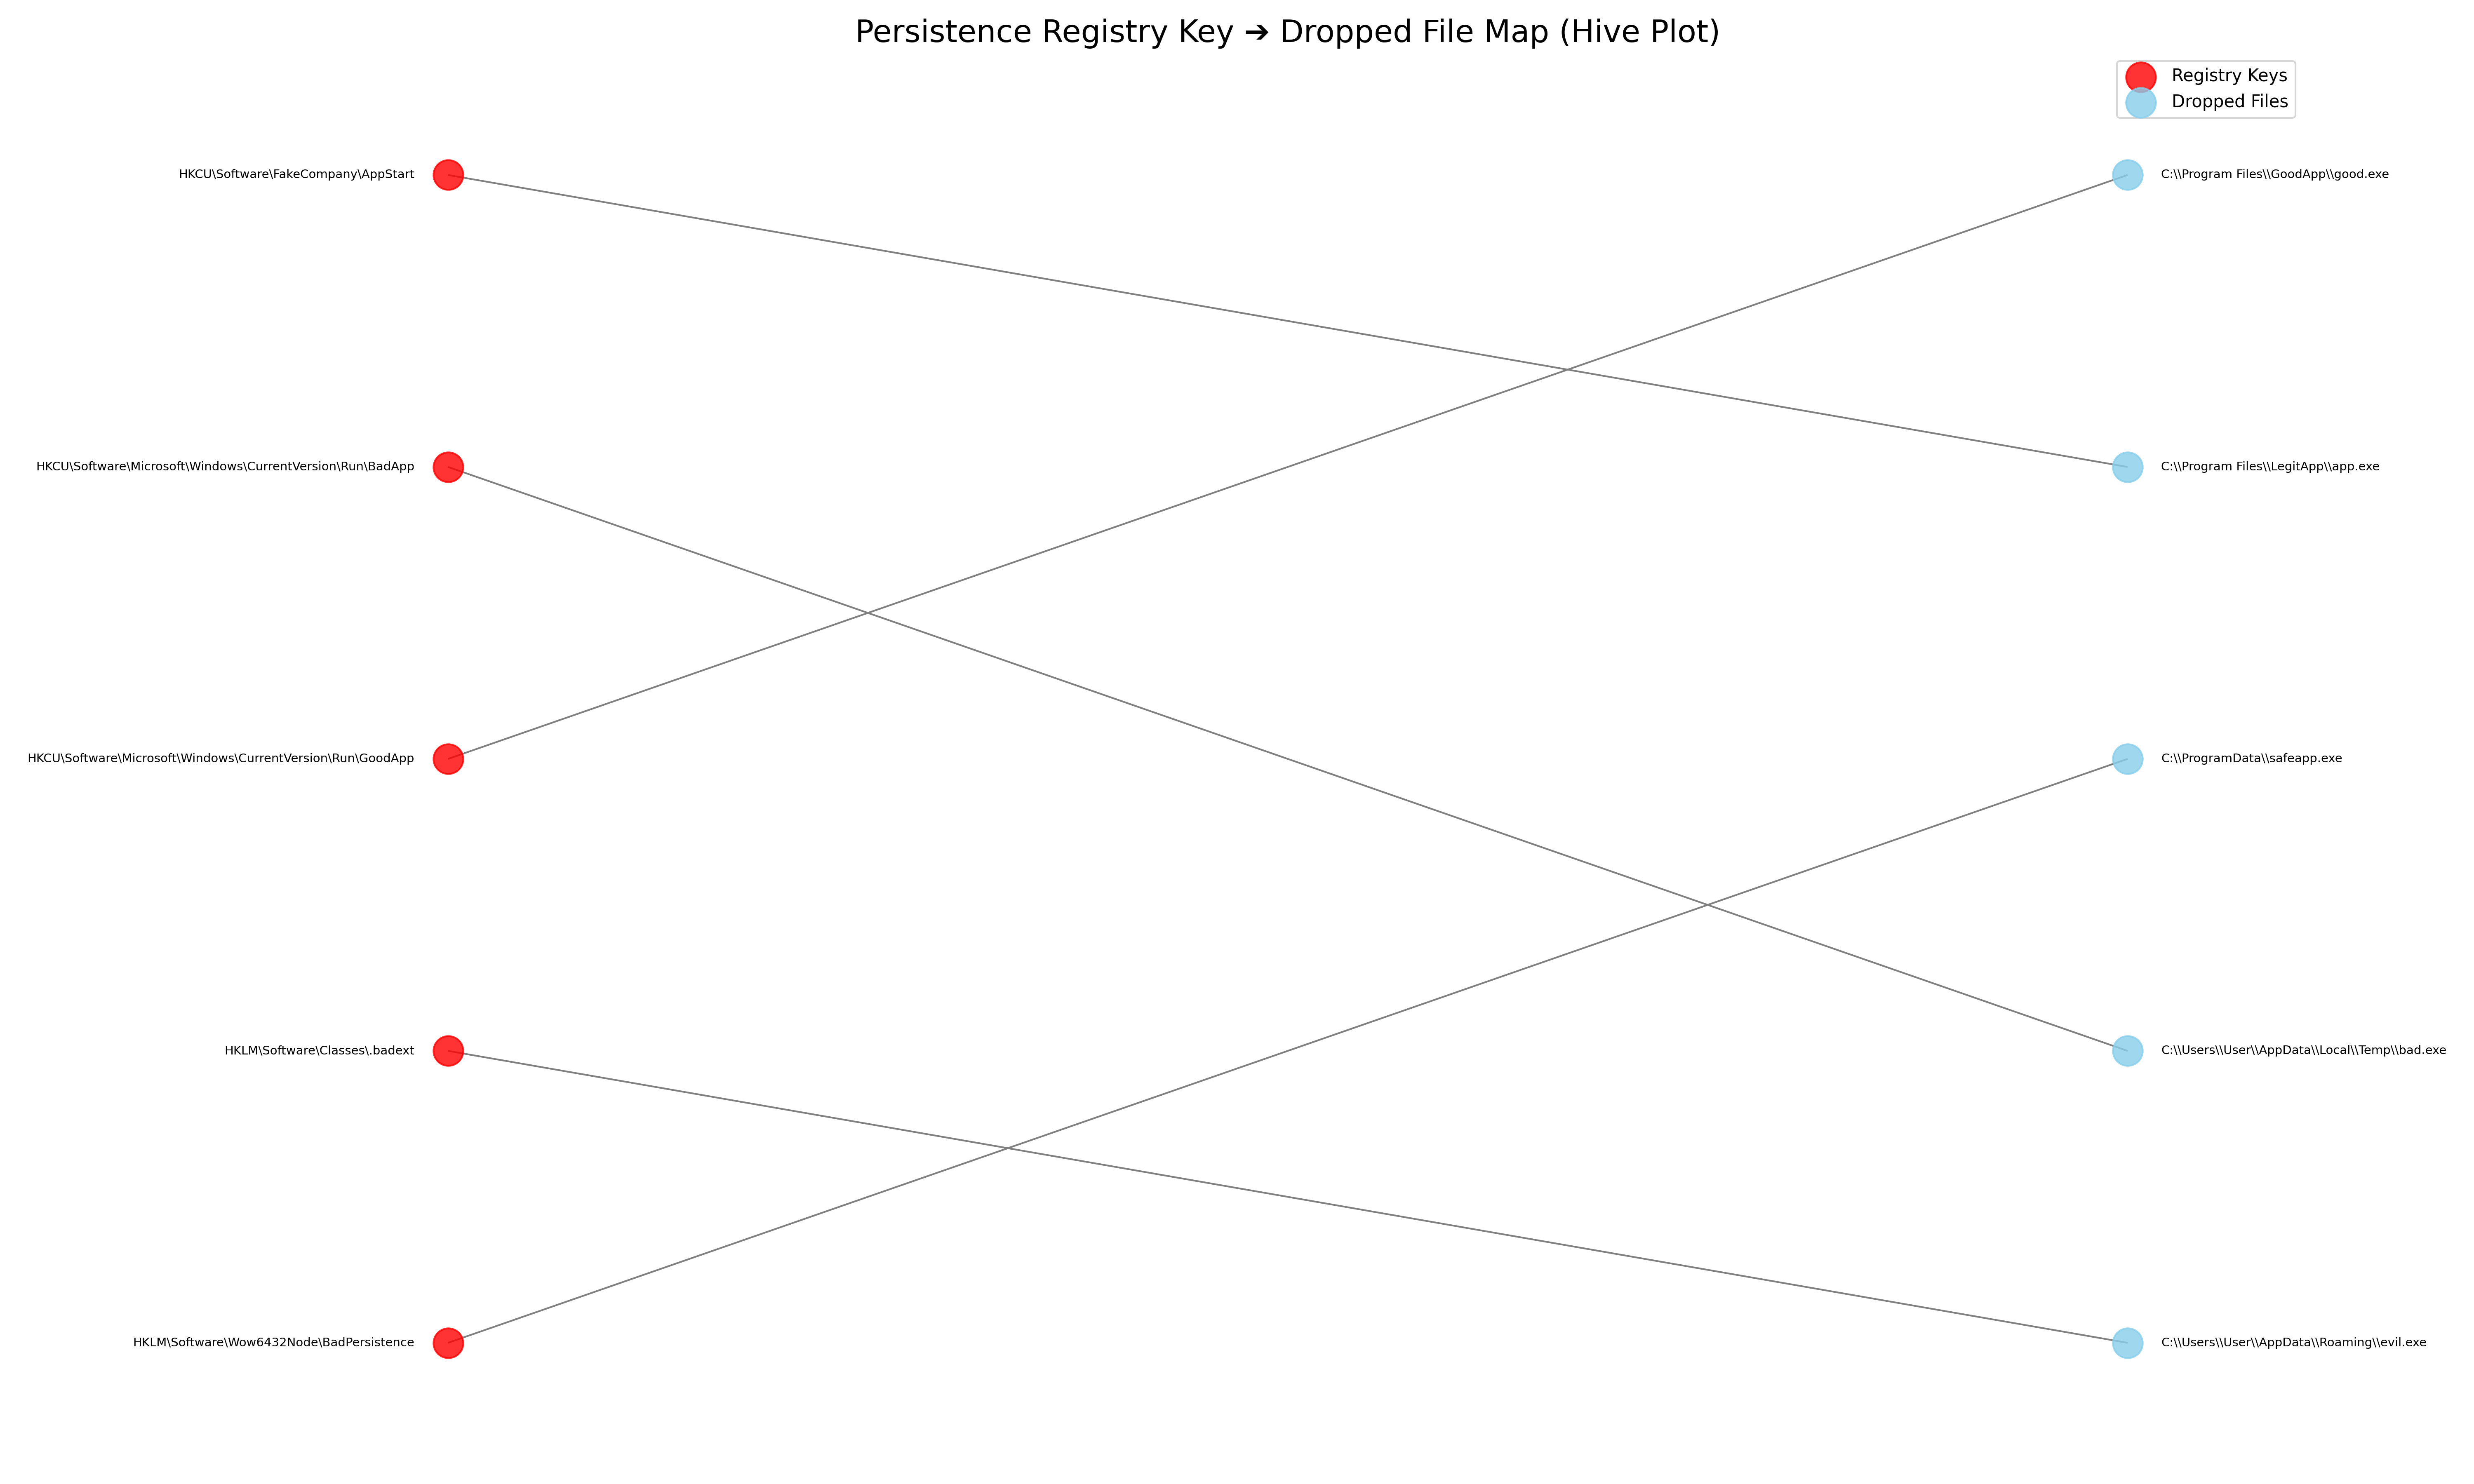 Persistence Registry Key ➔ Dropped File Map (Hive Plot)
Registry Keys
Dropped Files
HKCU\Software\FakeCompany\AppStart
C:\\Program Files\\GoodApp\\good.exe
HKCU\Software\Microsoft\Windows\CurrentVersion\Run\BadApp
C:\\Program Files\\LegitApp\\app.exe
HKCU\Software\Microsoft\Windows\CurrentVersion\Run\GoodApp
C:\\ProgramData\\safeapp.exe
HKLM\Software\Classes\.badext
C:\\Users\\User\\AppData\\Local\\Temp\\bad.exe
HKLM\Software\Wow6432Node\BadPersistence
C:\\Users\\User\\AppData\\Roaming\\evil.exe